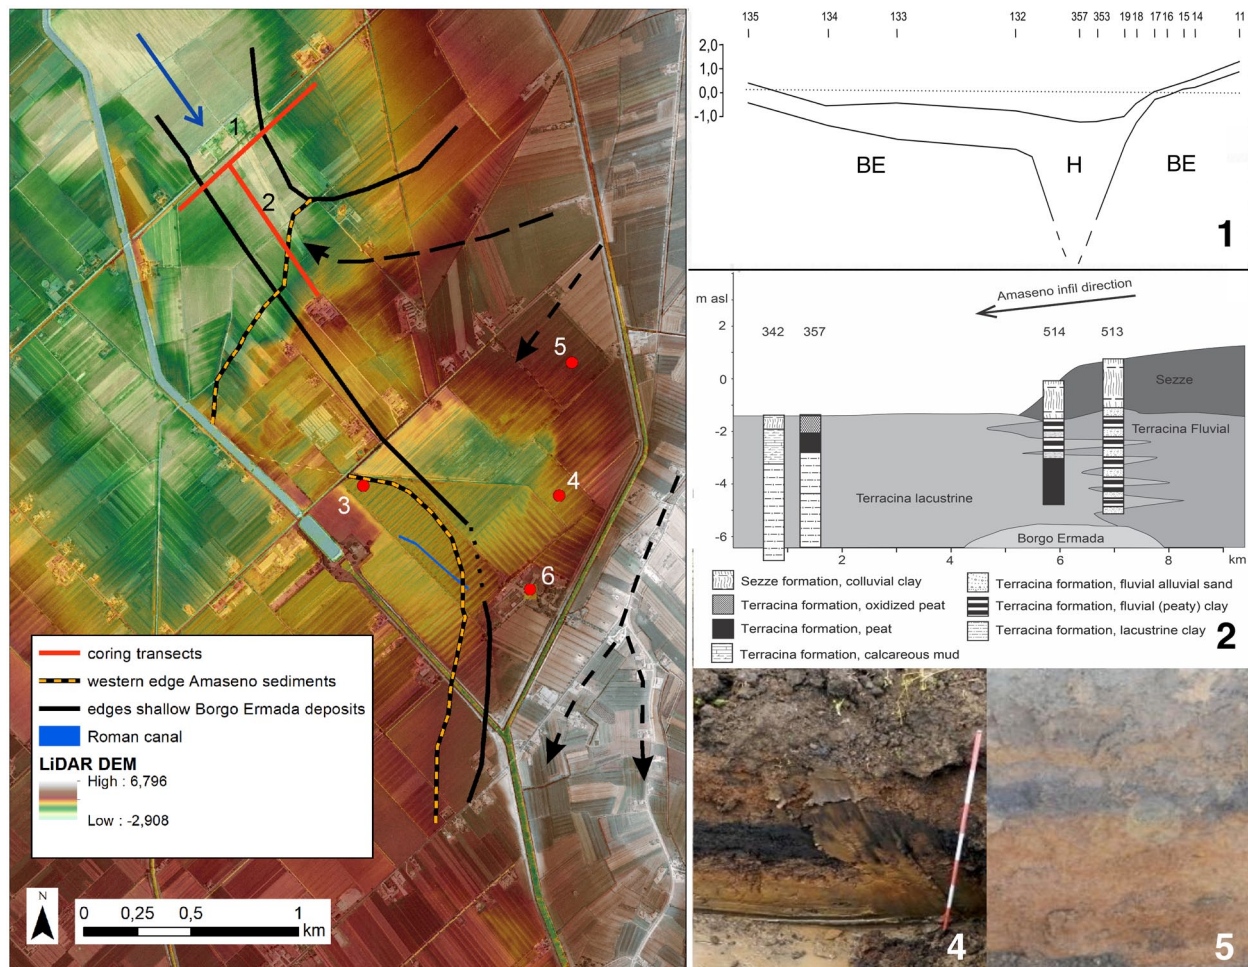 1
2
3
4
5
6
coring transects
western edge Amaseno sediments
edges shallow Borgo Ermada deposits
Roman canal
LiDAR DEM
High : 6,796
Low : -2,908
N
0 0,25 0,5 1
km
135 134 133 132 357 353 19 18 17 16 15 14 11
2,0
1,0
0,0
-1,0
BE H BE
1
m asl
Amaseno infil direction
342 357 514 513
2
0
-2
-4
-6
Sezze
Terracina Fluvial
Terracina lacustrine
Borgo Ermada
2 4 6 8 km
Sezze formation, colluvial clay
Terracina formation, oxidized peat
Terracina formation, peat
Terracina formation, calcareous mud
Terracina formation, fluvial alluvial sand
Terracina formation, fluvial (peaty) clay
Terracina formation, lacustrine clay
2
4
5